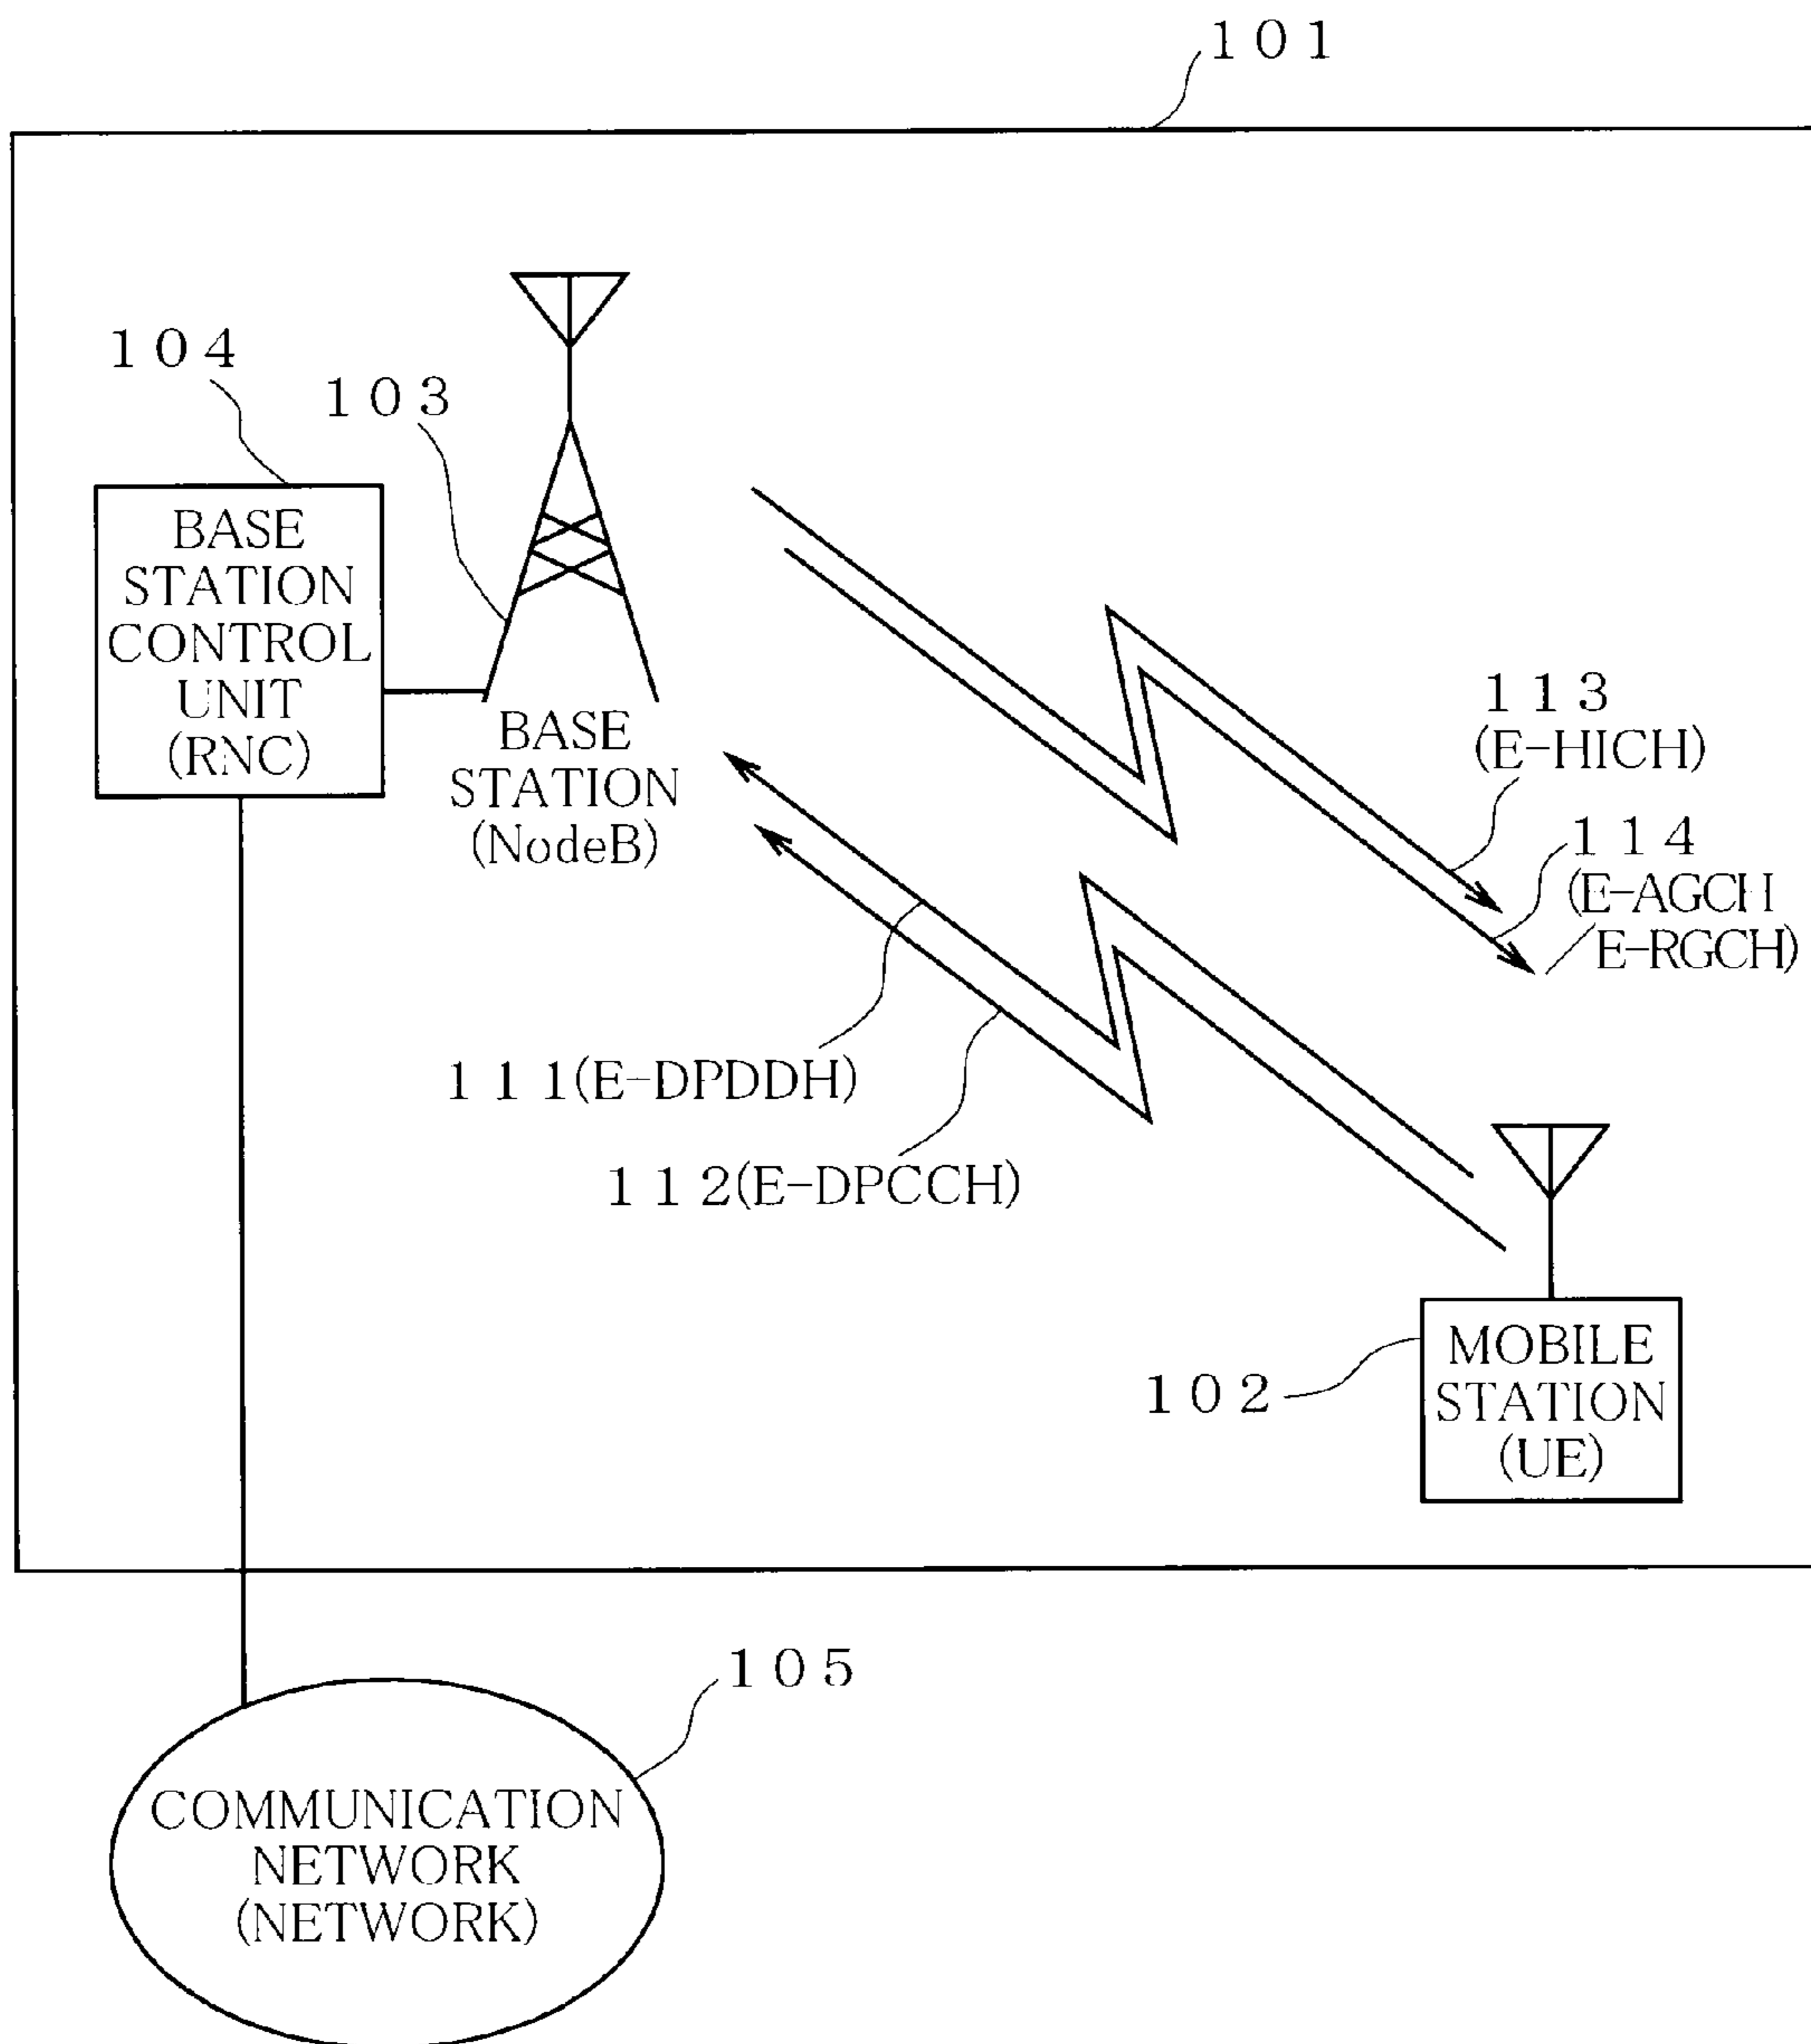 101
104
103
BASE
STATION
CONTROL
UNIT
(RNC)
BASE
STATION
(NodeB)
113
(E-HICH)
114
(E-AGCH
/E-RGCH)
111(E-DPDDH)
112(E-DPCCH)
102
MOBILE
STATION
(UE)
105
COMMUNICATION
NETWORK
(NETWORK)